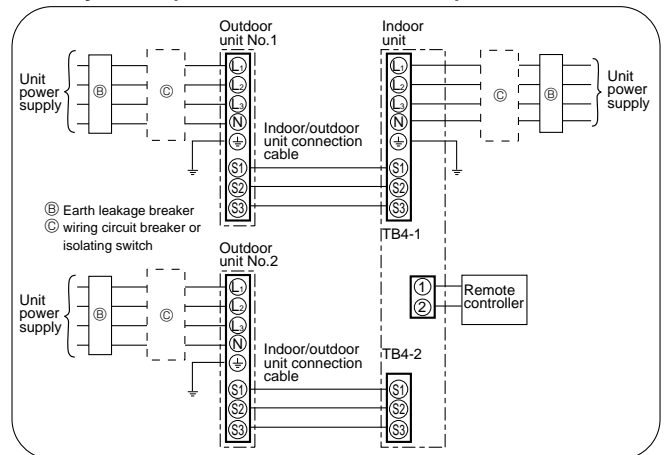 Outdoor
unit No.1
Indoor
unit
Unit
power
supply
Ⓑ
Ⓒ
L1
L2
L3
N
S1
S2
S3
Indoor/outdoor
unit connection
cable
L1
L2
L3
N
S1
S2
S3
TB4-1
Ⓒ
Ⓑ
Unit
power
supply
Ⓑ Earth leakage breaker
Ⓒ wiring circuit breaker or
isolating switch
Outdoor
unit No.2
Unit
power
supply
Ⓑ
Ⓒ
L1
L2
L3
N
S1
S2
S3
Indoor/outdoor
unit connection
cable
1
2
Remote
controller
TB4-2
S1
S2
S3